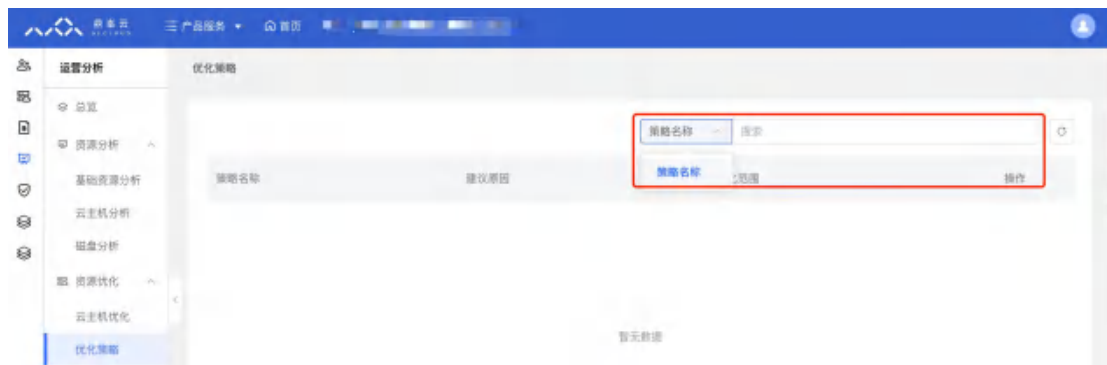 产品服务 首页
运营分析 优化策略
总览
策略名称 搜索
资源分析
策略名称
基础资源分析 策略名称 建议原因 化范围 操作
云主机分析
磁盘分析
资源优化
云主机优化
暂无数据
优化策略